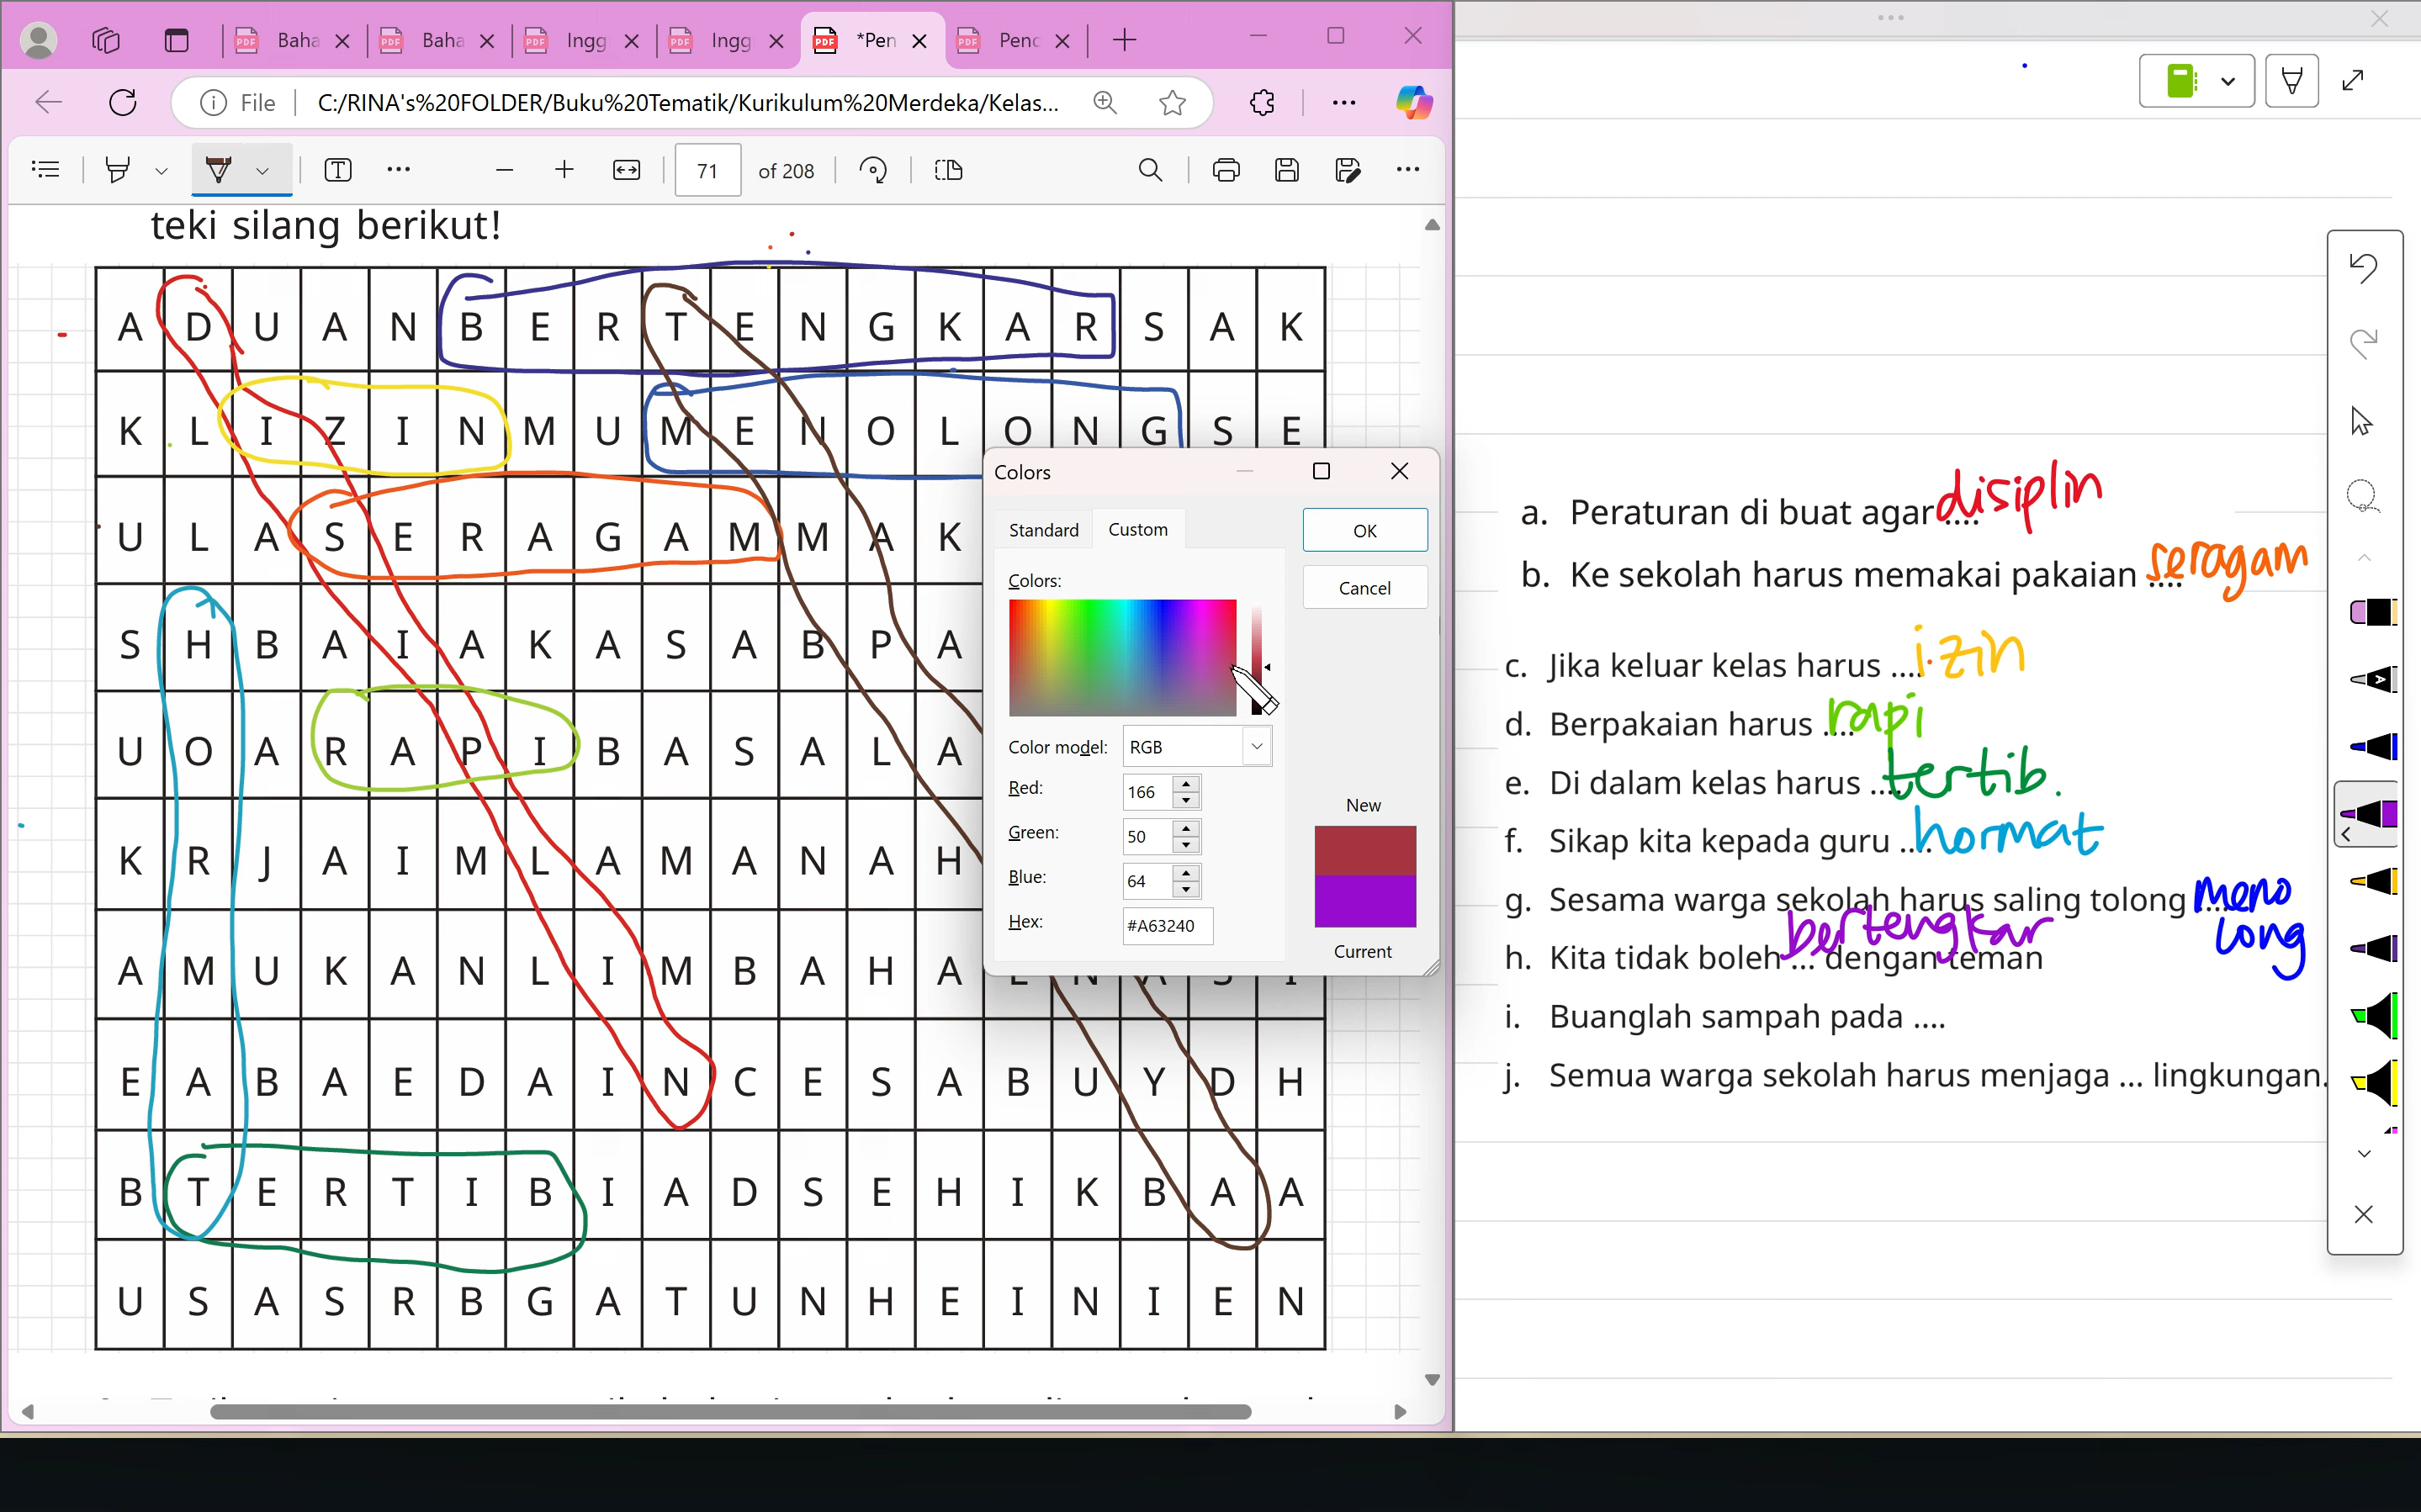 Baha
Baha
Ingg
Ingg
*Pen
Penc
File
C:/RINA's%20FOLDER/Buku%20Tematik/Kurikulum%20Merdeka/Kelas...
71 of 208
teki silang berikut!
A D U A N B E R T E N G K A R S A K
K L I Z I N M U M E N O L O N G S E
U L A S E R A G A M M A K
S H B A I A K A S A B P A
U O A R A P I B A S A L A
K R J A I M L A M A N A H
A M U K A N L I M B A H A L N A S I
E A B A E D A I N C E S A B U Y D H
B T E R T I B I A D S E H I K B A A
U S A S R B G A T U N H E I N I E N
Colors
Standard Custom
OK
Cancel
Colors:
Color model: RGB
Red: 166
Green: 50
Blue: 64
Hex: #A63240
New
Current
a. Peraturan di buat agar .... disiplin
b. Ke sekolah harus memakai pakaian .... seragam
c. Jika keluar kelas harus .... izin
d. Berpakaian harus .... rapi
e. Di dalam kelas harus .... tertib.
f. Sikap kita kepada guru .... hormat
g. Sesama warga sekolah harus saling tolong .... meno
long
bertengkar
h. Kita tidak boleh ... dengan teman
i. Buanglah sampah pada ....
j. Semua warga sekolah harus menjaga ... lingkungan.